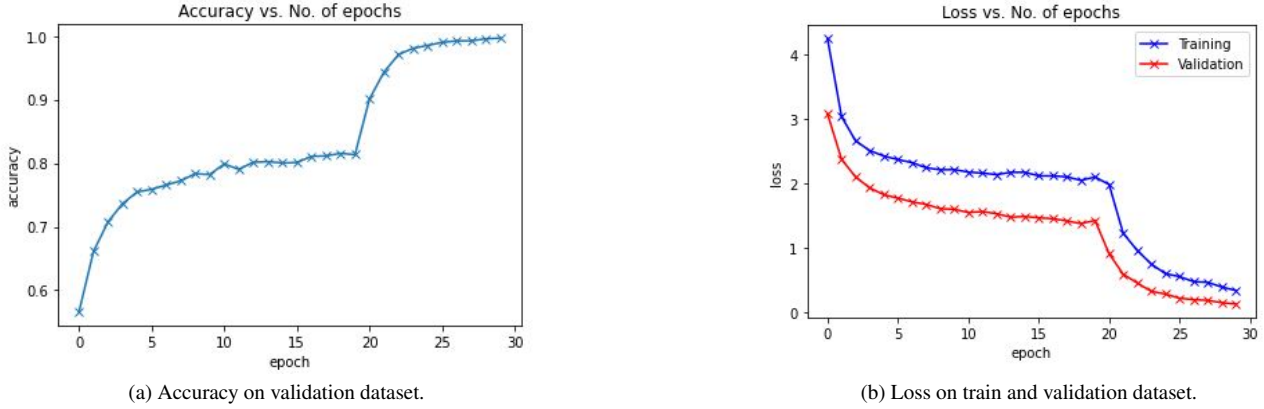 Accuracy vs. No. of epochs
1.0
0.9
0.8
0.7
0.6
accuracy
0 5 10 15 20 25 30
epoch
(a) Accuracy on validation dataset.
Loss vs. No. of epochs
Training
Validation
4
3
2
1
0
loss
0 5 10 15 20 25 30
epoch
(b) Loss on train and validation dataset.